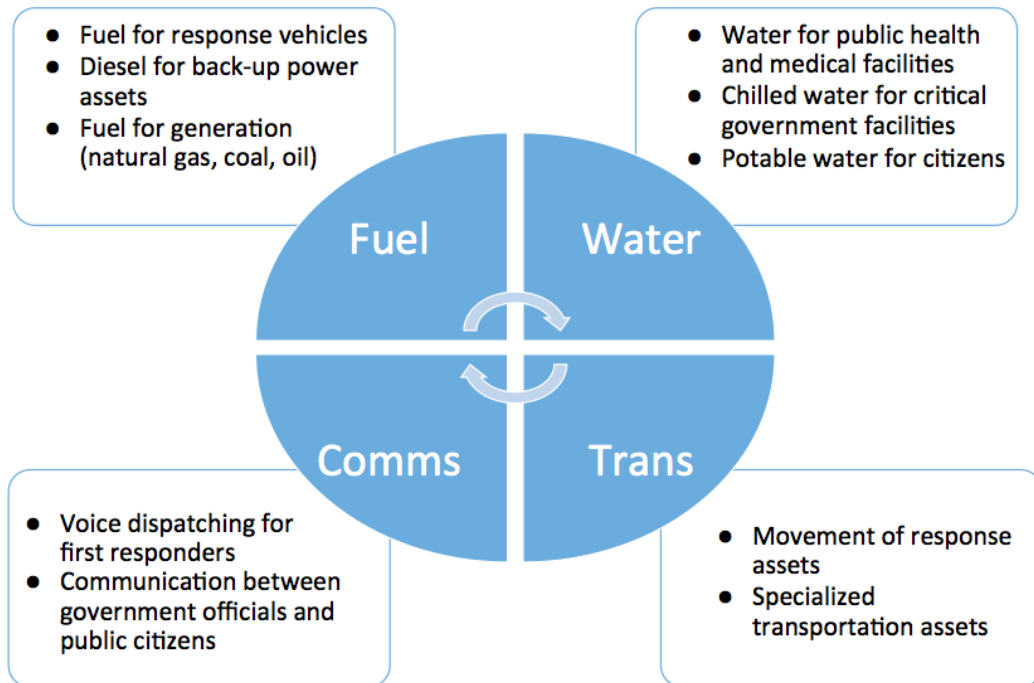 ● Fuel for response vehicles
● Diesel for back-up power
assets
● Fuel for generation
(natural gas, coal, oil)
● Water for public health
and medical facilities
● Chilled water for critical
government facilities
● Potable water for citizens
Fuel
Water
Comms
Trans
● Voice dispatching for
first responders
● Communication between
government officials and
public citizens
● Movement of response
assets
● Specialized
transportation assets